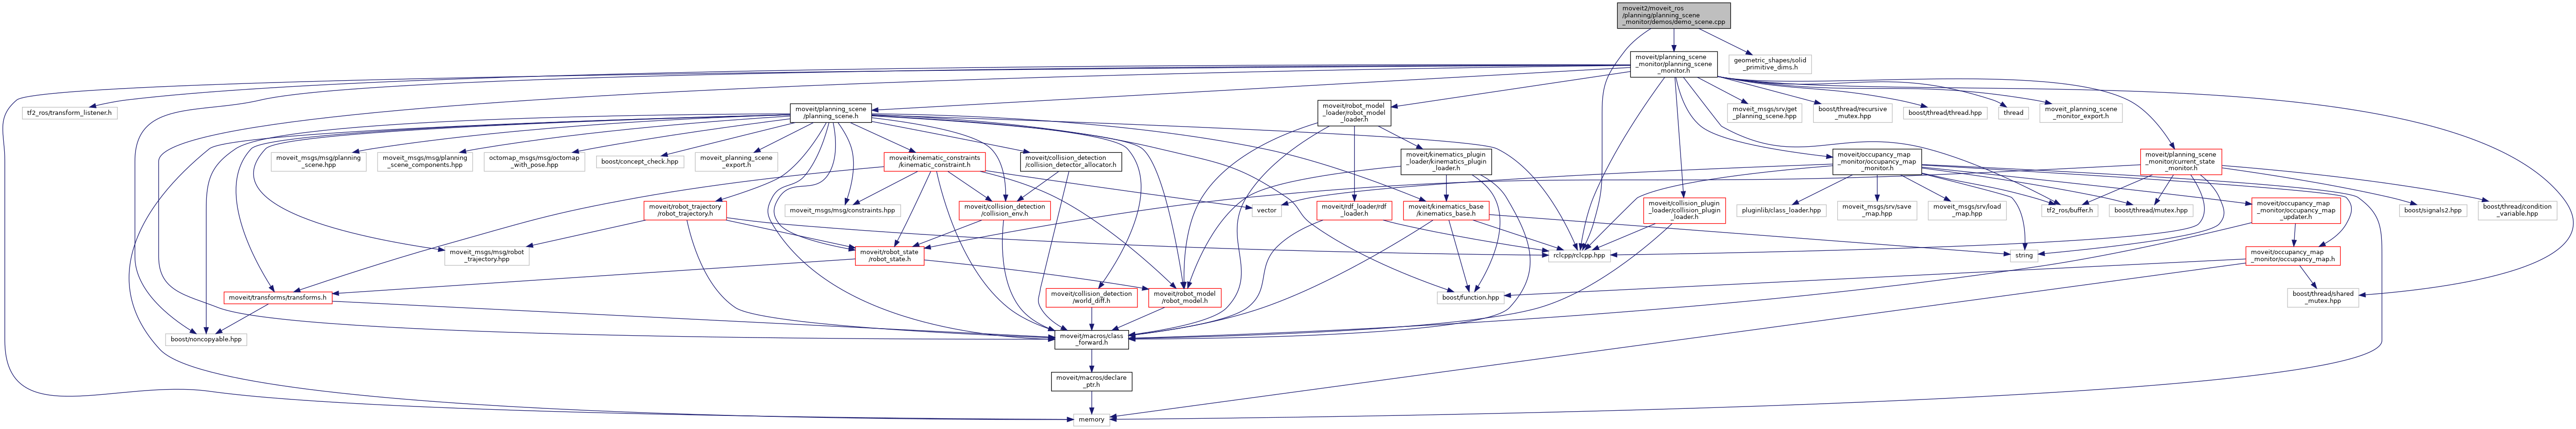 moveit2/moveit_ros
/planning/planning_scene
_monitor/demos/demo_scene.cpp
moveit/planning_scene
_monitor/planning_scene
_monitor.h
geometric_shapes/solid
_primitive_dims.h
tf2_ros/transform_listener.h
moveit/planning_scene
/planning_scene.h
moveit/robot_model
_loader/robot_model
_loader.h
moveit_msgs/srv/get
_planning_scene.hpp
boost/thread/recursive
_mutex.hpp
boost/thread/thread.hpp
thread
moveit_planning_scene
_monitor_export.h
moveit_msgs/msg/planning
_scene.hpp
moveit_msgs/msg/planning
_scene_components.hpp
octomap_msgs/msg/octomap
_with_pose.hpp
boost/concept_check.hpp
moveit_planning_scene
_export.h
moveit/kinematic_constraints
/kinematic_constraint.h
moveit/collision_detection
/collision_detector_allocator.h
moveit/kinematics_plugin
_loader/kinematics_plugin
_loader.h
moveit/occupancy_map
_monitor/occupancy_map
_monitor.h
moveit/planning_scene
_monitor/current_state
_monitor.h
moveit/robot_trajectory
/robot_trajectory.h
moveit_msgs/msg/constraints.hpp
moveit/collision_detection
/collision_env.h
vector
moveit/rdf_loader/rdf
_loader.h
moveit/kinematics_base
/kinematics_base.h
moveit/collision_plugin
_loader/collision_plugin
_loader.h
pluginlib/class_loader.hpp
moveit_msgs/srv/save
_map.hpp
moveit_msgs/srv/load
_map.hpp
tf2_ros/buffer.h
boost/thread/mutex.hpp
moveit/occupancy_map
_monitor/occupancy_map
_updater.h
boost/signals2.hpp
boost/thread/condition
_variable.hpp
moveit_msgs/msg/robot
_trajectory.hpp
moveit/robot_state
/robot_state.h
rclcpp/rclcpp.hpp
string
moveit/occupancy_map
_monitor/occupancy_map.h
moveit/transforms/transforms.h
moveit/collision_detection
/world_diff.h
moveit/robot_model
/robot_model.h
boost/function.hpp
boost/thread/shared
_mutex.hpp
boost/noncopyable.hpp
moveit/macros/class
_forward.h
moveit/macros/declare
_ptr.h
memory